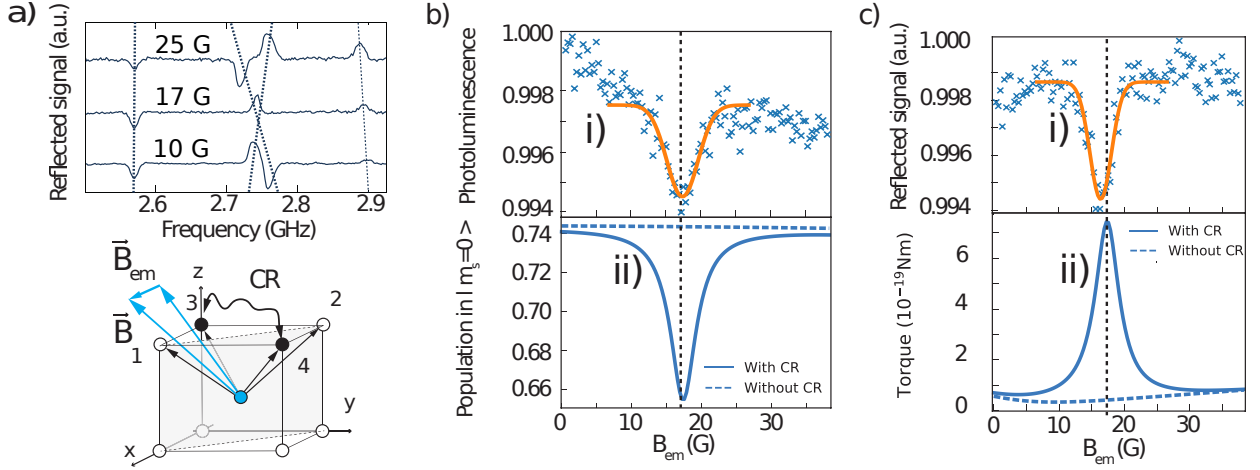 a)
Reflected signal (a.u.)
25 G
17 G
10 G
2.6 2.7 2.8 2.9
Frequency (GHz)
B em
B
z
CR
3
2
1
4
y
x
b)
Photoluminescence
1.000
0.998
0.996
0.994
i)
Population in I m s =0 >
0.74
0.72
0.70
0.68
0.66
ii)
With CR
Without CR
0 10 20 30
B em (G)
c)
Reflected signal (a.u.)
1.000
0.998
0.996
0.994
i)
Torque (10⁻¹⁹Nm)
6
4
2
0
ii)
With CR
Without CR
0 10 20 30
B em (G)